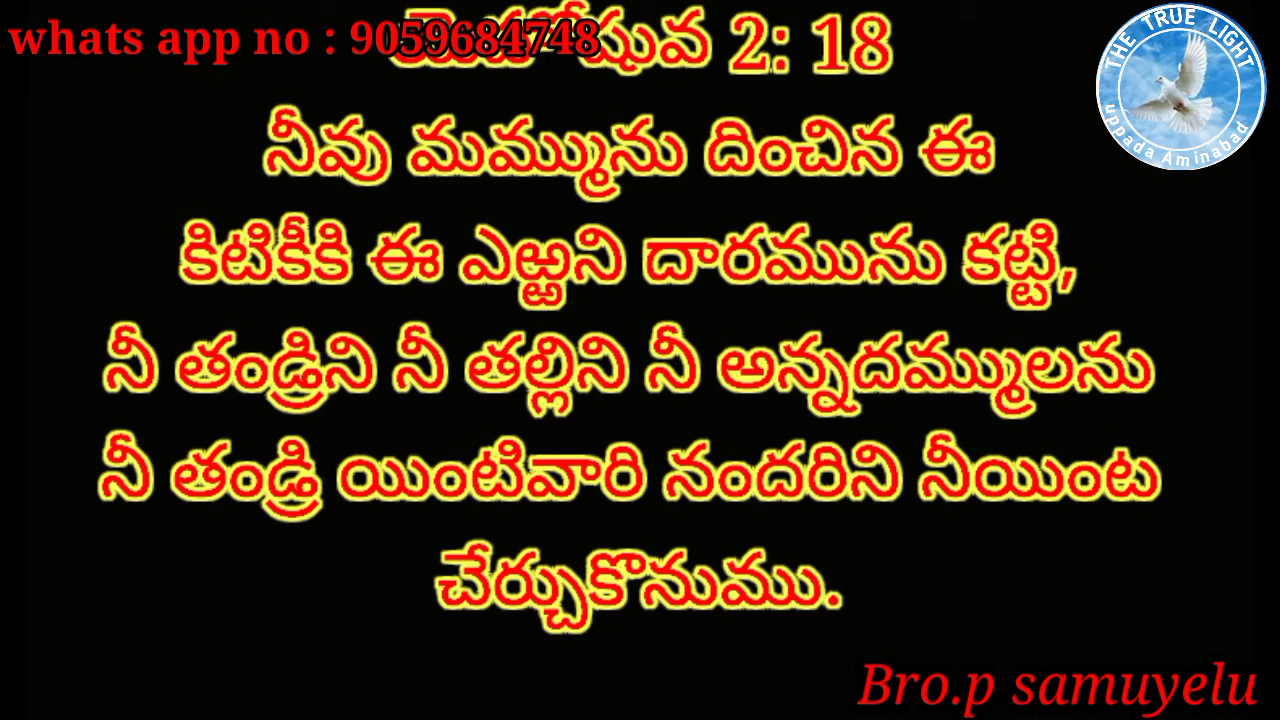 whats app no : 9059684748
యెహోషువ 2: 18
నీవు మమ్మును దించిన ఈ
కిటికీకి ఈ ఎఱ్ఱని దారమును కట్టి,
నీ తండ్రిని నీ తల్లిని నీ అన్నదమ్ములను
నీ తండ్రి యింటివారి నందరిని నీయింట
చేర్చుకొనుము.
THE TRUE LIGHT
uppada Aminabad
Bro.p samuyelu